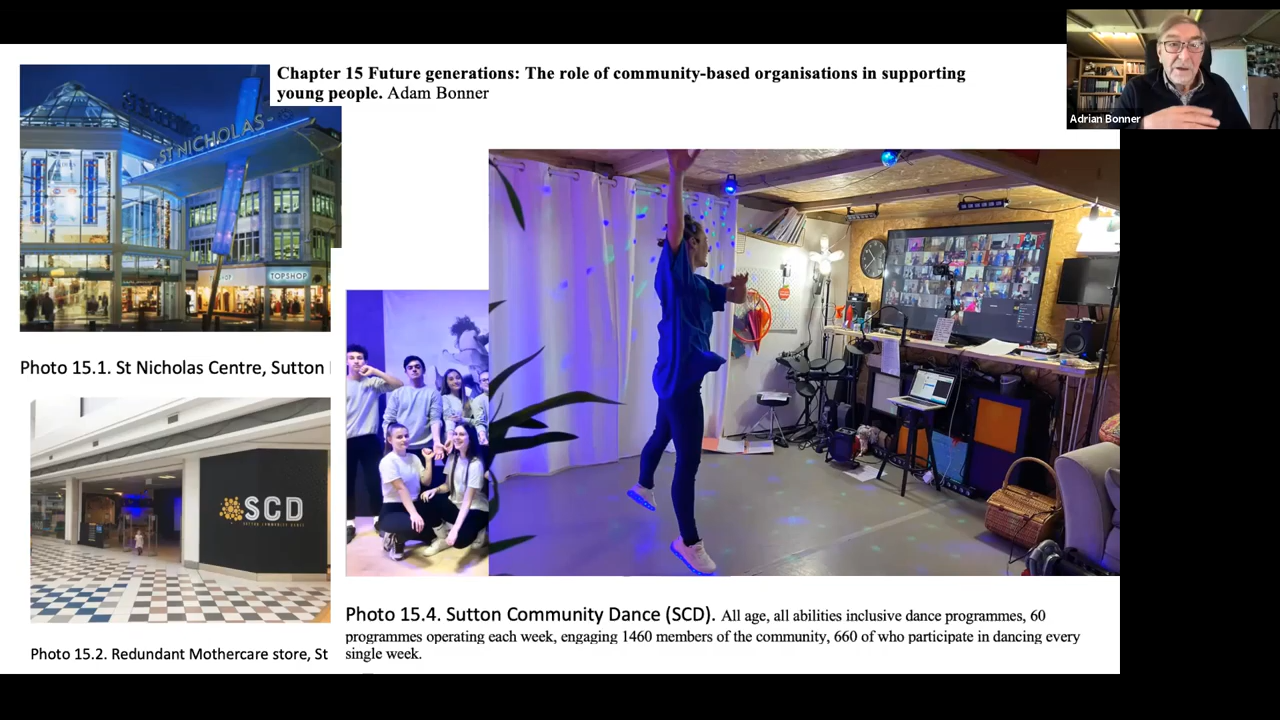 Chapter 15 Future generations: The role of community-based organisations in supporting
young people. Adam Bonner
Adrian Bonner
ST NICHOLAS
TOPSHOP
Photo 15.1. St Nicholas Centre, Sutton
SCD
SUTTON COMMUNITY DANCE
Photo 15.2. Redundant Mothercare store, St
Photo 15.4. Sutton Community Dance (SCD). All age, all abilities inclusive dance programmes, 60
programmes operating each week, engaging 1460 members of the community, 660 of who participate in dancing every
single week.